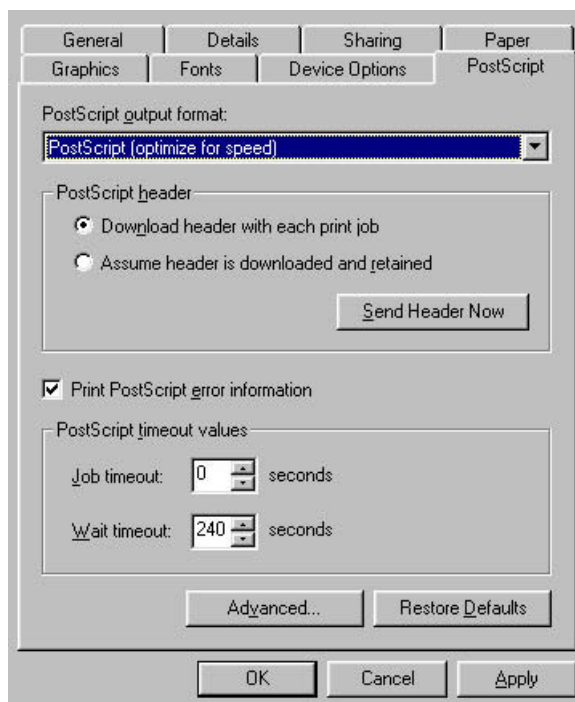 General Details Sharing Paper
Graphics Fonts Device Options PostScript
PostScript output format:
PostScript (optimize for speed)
PostScript header
Download header with each print job
Assume header is downloaded and retained
Send Header Now
Print PostScript error information
PostScript timeout values
Job timeout: 0 seconds
Wait timeout: 240 seconds
Advanced... Restore Defaults
OK Cancel Apply